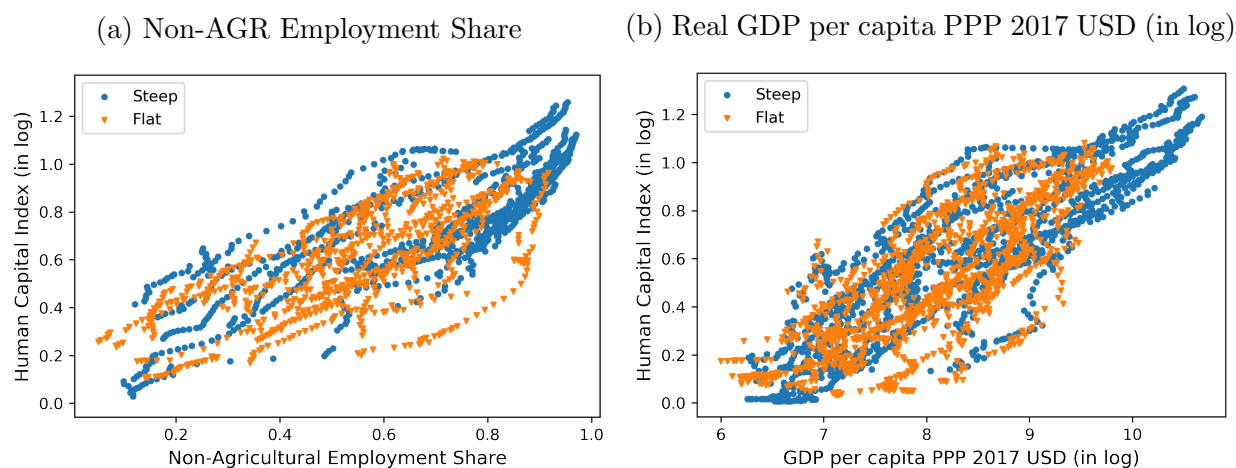 (a) Non-AGR Employment Share
Steep
Flat
Human Capital Index (in log)
1.2
1.0
0.8
0.6
0.4
0.2
0.0
0.2
0.4
0.6
0.8
1.0
Non-Agricultural Employment Share
(b) Real GDP per capita PPP 2017 USD (in log)
Steep
Flat
Human Capital Index (in log)
1.2
1.0
0.8
0.6
0.4
0.2
0.0
6
7
8
9
10
GDP per capita PPP 2017 USD (in log)